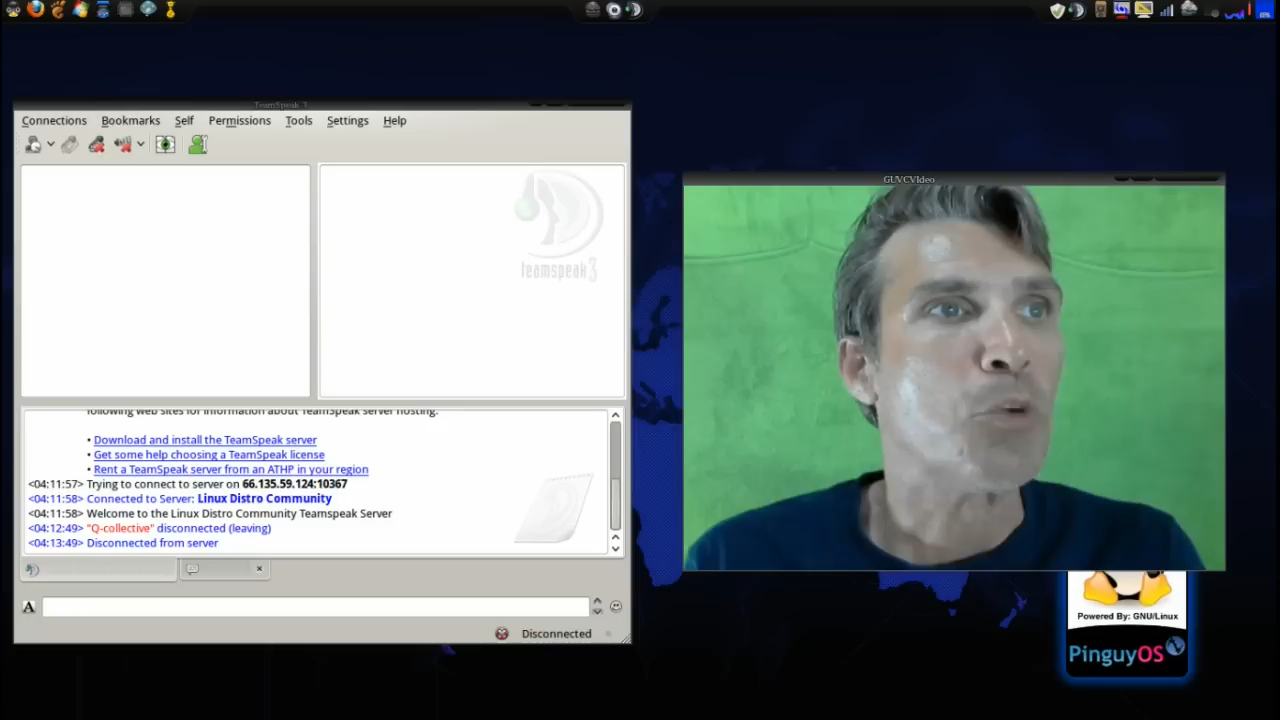 TeamSpeak 3
Connections Bookmarks Self Permissions Tools Settings Help
teamspeak3
following web sites for information about TeamSpeak server hosting.
• Download and install the TeamSpeak server
• Get some help choosing a TeamSpeak license
• Rent a TeamSpeak server from an ATHP in your region
<04:11:57> Trying to connect to server on 66.135.59.124:10367
<04:11:58> Connected to Server: Linux Distro Community
<04:11:58> Welcome to the Linux Distro Community Teamspeak Server
<04:12:49> "Q-collective" disconnected (leaving)
<04:13:49> Disconnected from server
A
Disconnected
GUVCVideo
Powered By: GNU/Linux
PinguyOS